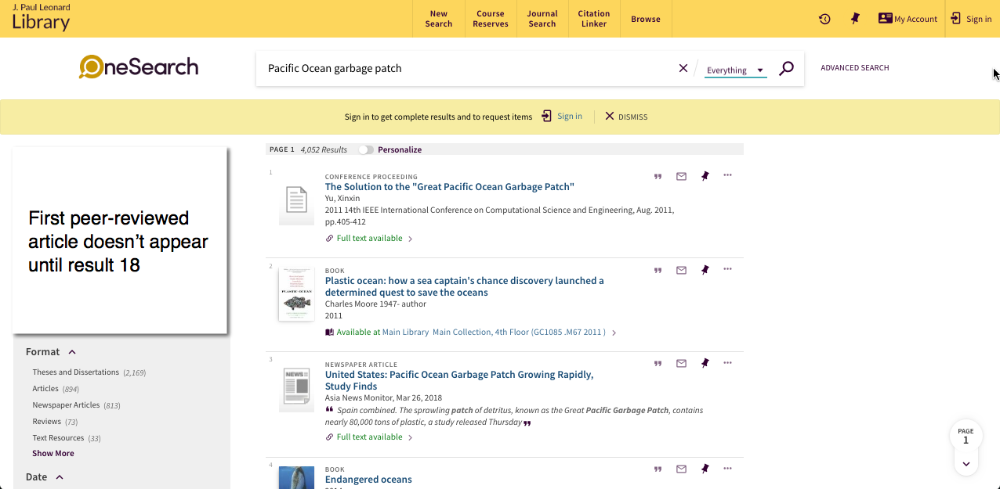 J. Paul Leonard
Library
New Search
Course Reserves
Journal Search
Citation Linker
Browse
My Account
Sign in
OneSearch
Pacific Ocean garbage patch
Everything
ADVANCED SEARCH
Sign in to get complete results and to request items
Sign in
DISMISS
First peer-reviewed
article doesn't appear
until result 18
Format
Theses and Dissertations (2,169)
Articles (894)
Newspaper Articles (813)
Reviews (73)
Text Resources (33)
Show More
Date
PAGE 1 4,052 Results Personalize
1
CONFERENCE PROCEEDING
The Solution to the "Great Pacific Ocean Garbage Patch"
Yu, Xinxin
2011 14th IEEE International Conference on Computational Science and Engineering, Aug. 2011,
pp.405-412
Full text available
2
PLASTIC OCEAN
BOOK
Plastic ocean: how a sea captain's chance discovery launched a
determined quest to save the oceans
Charles Moore 1947- author
2011
Available at Main Library Main Collection, 4th Floor (GC1085 .M67 2011 )
3
NEWS
NEWSPAPER ARTICLE
United States: Pacific Ocean Garbage Patch Growing Rapidly,
Study Finds
Asia News Monitor, Mar 26, 2018
❝ Spain combined. The sprawling patch of detritus, known as the Great Pacific Garbage Patch, contains
nearly 80,000 tons of plastic, a study released Thursday ❞
Full text available
4
BOOK
Endangered oceans
PAGE
1